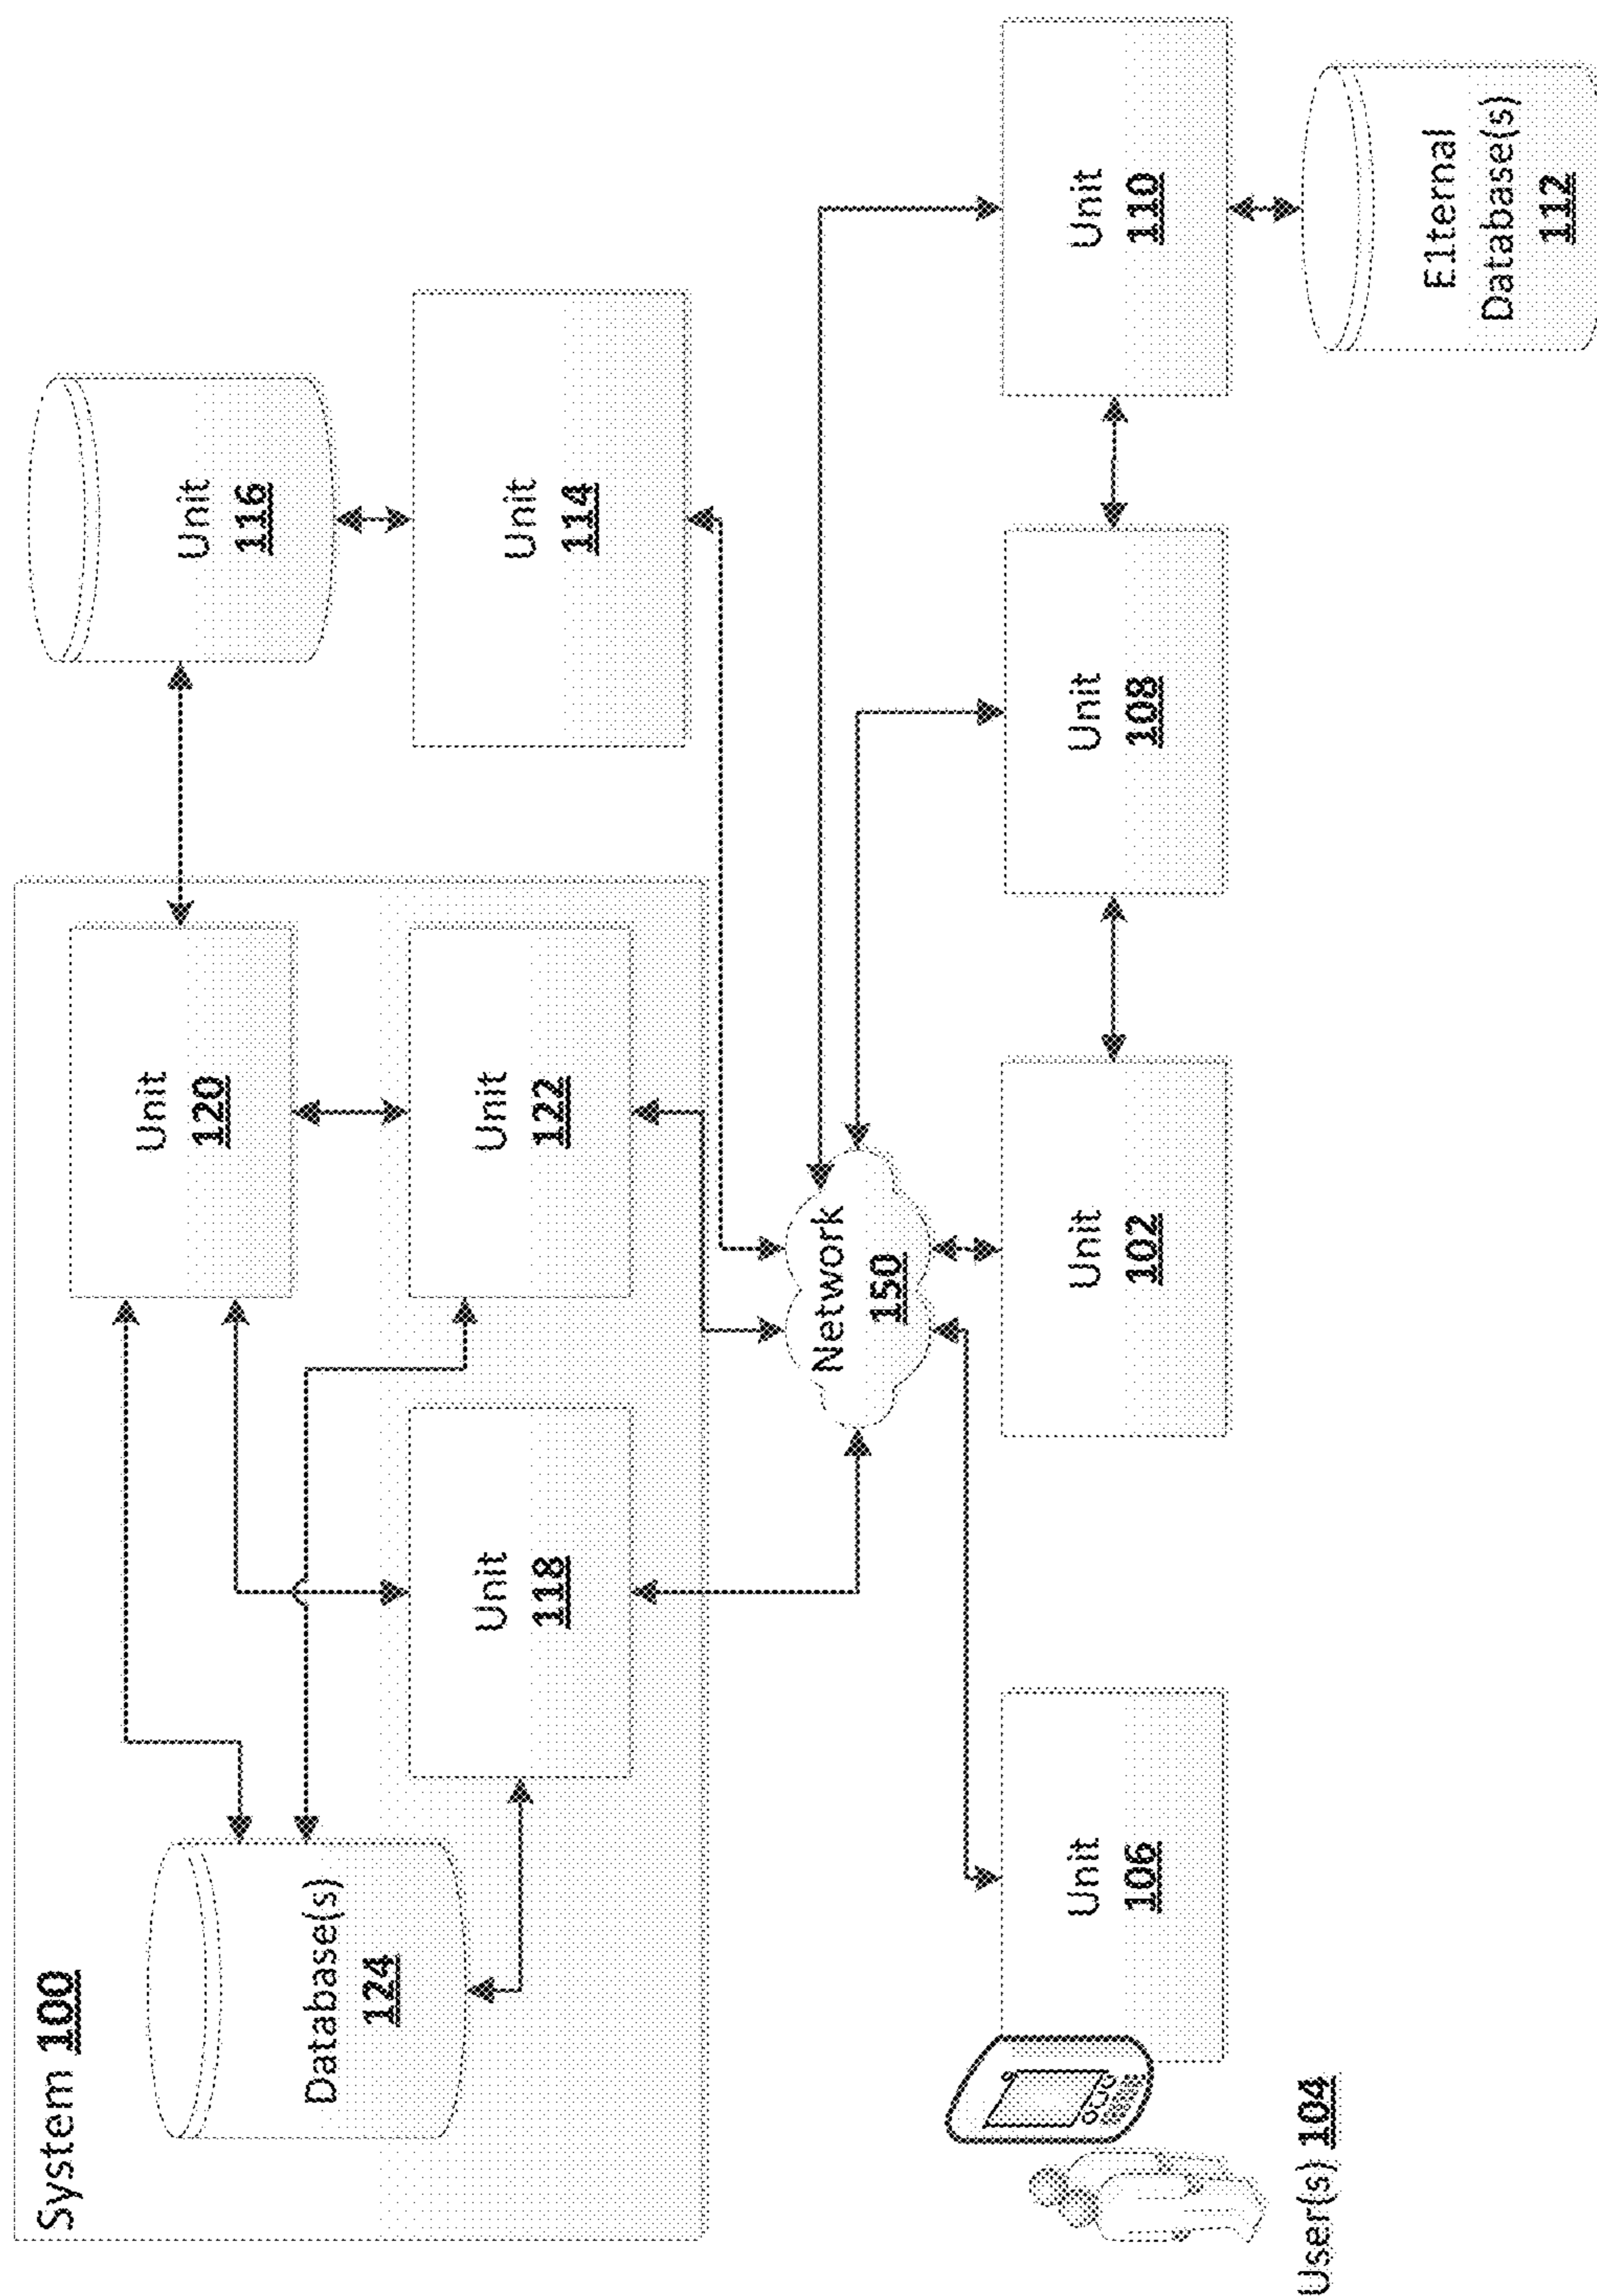 System 100
Database(s)
124
Unit
120
Unit
116
Unit
118
Unit
122
Unit
114
Network
150
Unit
106
Unit
102
Unit
108
Unit
110
User(s) 104
E1ternal
Database(s)
112